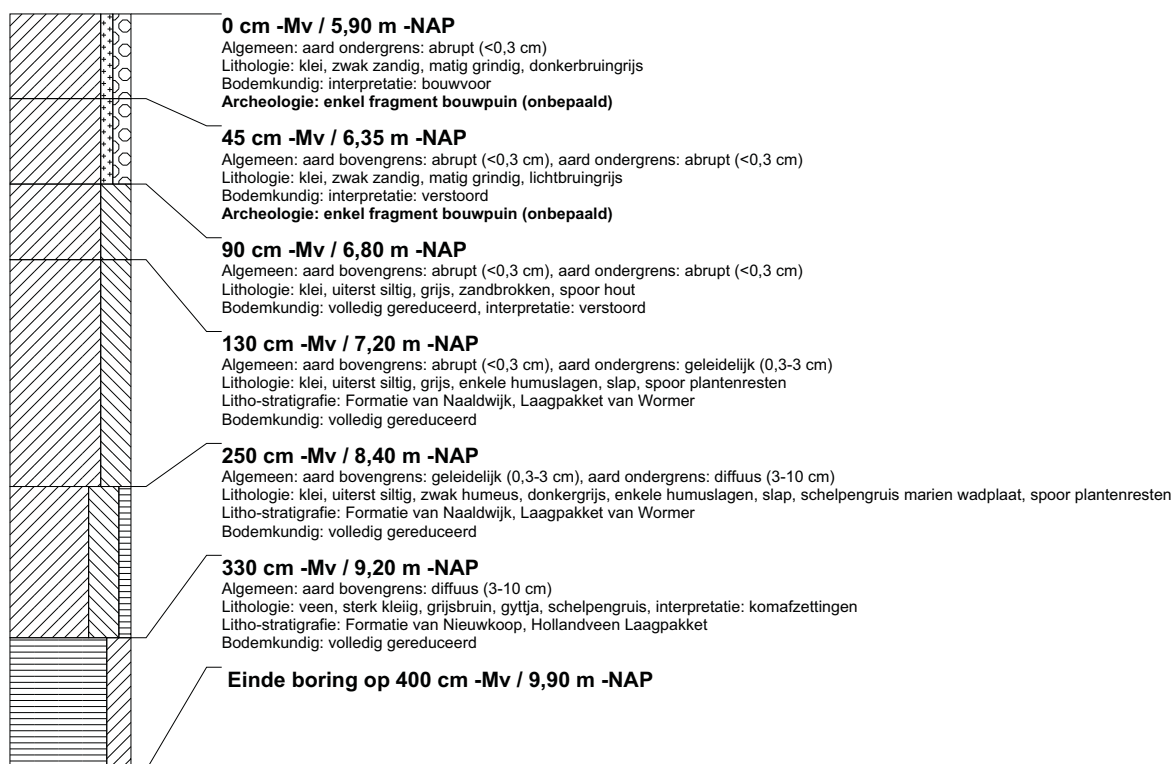 0 cm -Mv / 5,90 m -NAP
Algemeen: aard ondergrens: abrupt (<0,3 cm)
Lithologie: klei, zwak zandig, matig grindig, donkerbruingrijs
Bodemkundig: interpretatie: bouwvoor
Archeologie: enkel fragment bouwpuin (onbepaald)
45 cm -Mv / 6,35 m -NAP
Algemeen: aard bovengrens: abrupt (<0,3 cm), aard ondergrens: abrupt (<0,3 cm)
Lithologie: klei, zwak zandig, matig grindig, lichtbruingrijs
Bodemkundig: interpretatie: verstoord
Archeologie: enkel fragment bouwpuin (onbepaald)
90 cm -Mv / 6,80 m -NAP
Algemeen: aard bovengrens: abrupt (<0,3 cm), aard ondergrens: abrupt (<0,3 cm)
Lithologie: klei, uiterst siltig, grijs, zandbrokken, spoor hout
Bodemkundig: volledig gereduceerd, interpretatie: verstoord
130 cm -Mv / 7,20 m -NAP
Algemeen: aard bovengrens: abrupt (<0,3 cm), aard ondergrens: geleidelijk (0,3-3 cm)
Lithologie: klei, uiterst siltig, grijs, enkele humuslagen, slap, spoor plantenresten
Litho-stratigrafie: Formatie van Naaldwijk, Laagpakket van Wormer
Bodemkundig: volledig gereduceerd
250 cm -Mv / 8,40 m -NAP
Algemeen: aard bovengrens: geleidelijk (0,3-3 cm), aard ondergrens: diffuus (3-10 cm)
Lithologie: klei, uiterst siltig, zwak humeus, donkergrijs, enkele humuslagen, slap, schelpengruis marien wadplaat, spoor plantenresten
Litho-stratigrafie: Formatie van Naaldwijk, Laagpakket van Wormer
Bodemkundig: volledig gereduceerd
330 cm -Mv / 9,20 m -NAP
Algemeen: aard bovengrens: diffuus (3-10 cm)
Lithologie: veen, sterk kleiig, grijsbruin, gyttja, schelpengruis, interpretatie: komafzettingen
Litho-stratigrafie: Formatie van Nieuwkoop, Hollandveen Laagpakket
Bodemkundig: volledig gereduceerd
Einde boring op 400 cm -Mv / 9,90 m -NAP